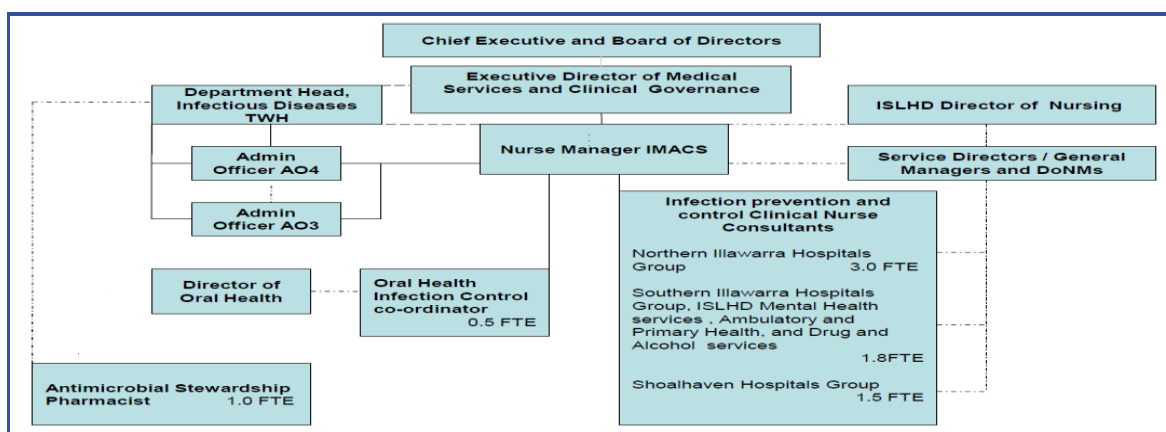 Chief Executive and Board of Directors
Executive Director of Medical
Services and Clinical Governance
Department Head,
Infectious Diseases
TWH
ISLHD Director of Nursing
Nurse Manager IMACS
Admin
Officer AO4
Service Directors / General
Managers and DoNMs
Admin
Officer AO3
Infection prevention and
control Clinical Nurse
Consultants
Northern Illawarra Hospitals
Group 3.0 FTE
Southern Illawarra Hospitals
Group, ISLHD Mental Health
services , Ambulatory and
Primary Health, and Drug and
Alcohol services
1.8FTE
Shoalhaven Hospitals Group
1.5 FTE
Director of
Oral Health
Oral Health
Infection Control
co-ordinator
0.5 FTE
Antimicrobial Stewardship
Pharmacist 1.0 FTE